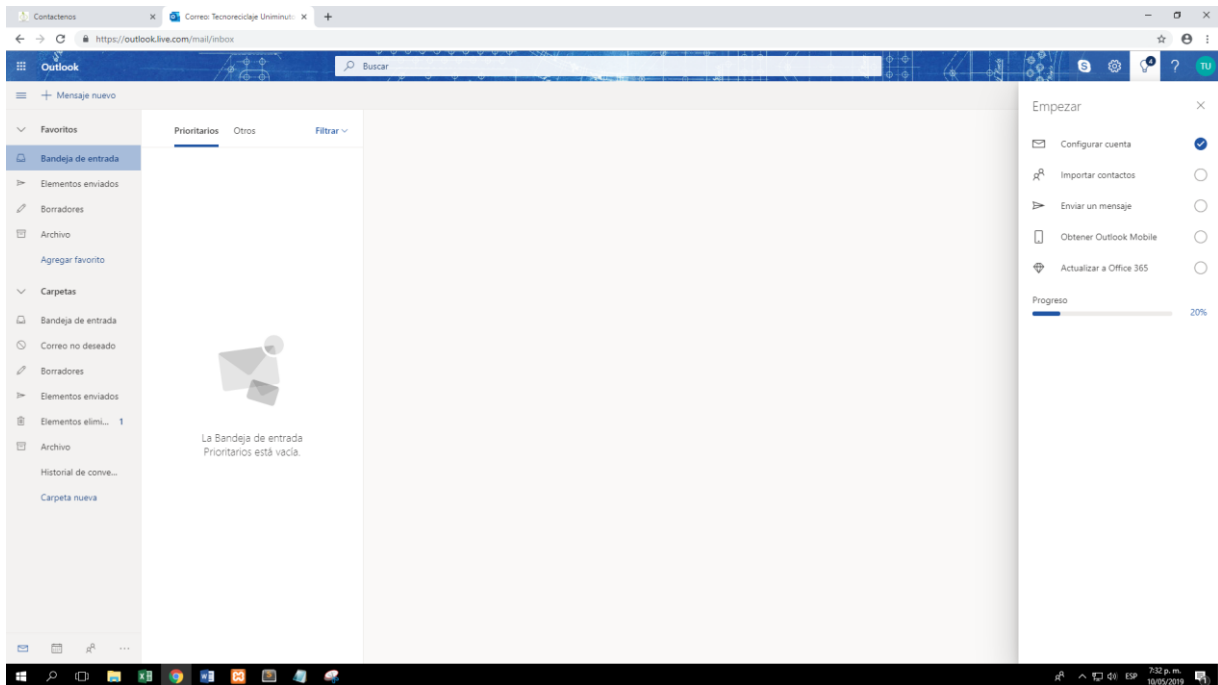 Contactenos
Correo: Tecnoreciclaje Uniminuto
https://outlook.live.com/mail/inbox
Outlook
Buscar
4
?
TU
Mensaje nuevo
Empezar
Favoritos
Prioritarios Otros Filtrar
Configurar cuenta
Bandeja de entrada
Elementos enviados
Importar contactos
Borradores
Enviar un mensaje
Archivo
Obtener Outlook Mobile
Agregar favorito
Actualizar a Office 365
Carpetas
Progreso
20%
Bandeja de entrada
Correo no deseado
Borradores
Elementos enviados
Elementos elimi... 1
Archivo
Historial de conve...
Carpeta nueva
La Bandeja de entrada
Prioritarios está vacía.
ESP
7:32 p. m.
10/05/2019